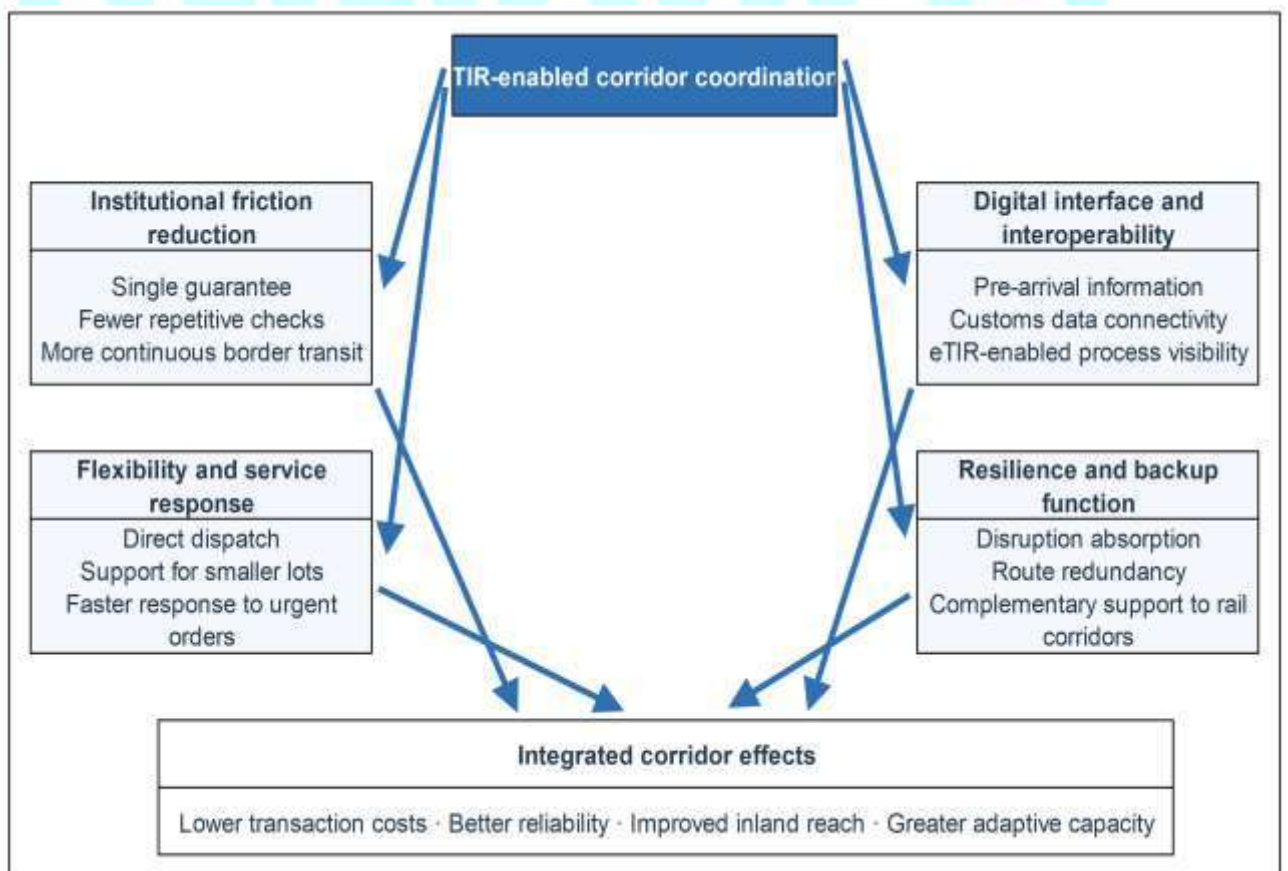 TIR-enabled corridor coordination
Institutional friction
reduction
Single guarantee
Fewer repetitive checks
More continuous border transit
Digital interface and
interoperability
Pre-arrival information
Customs data connectivity
eTIR-enabled process visibility
Flexibility and service
response
Direct dispatch
Support for smaller lots
Faster response to urgent
orders
Resilience and backup
function
Disruption absorption
Route redundancy
Complementary support to rail
corridors
Integrated corridor effects
Lower transaction costs · Better reliability · Improved inland reach · Greater adaptive capacity